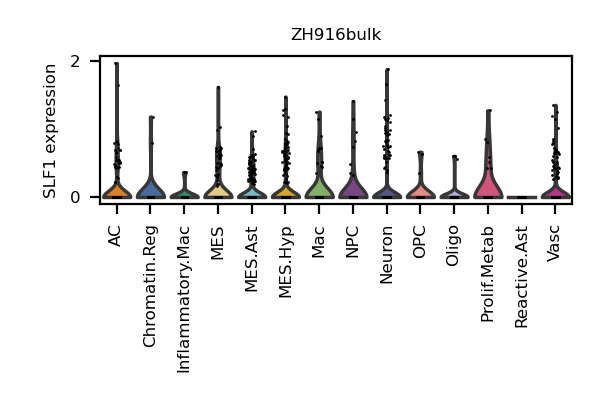 ZH916bulk
SLF1 expression
2
0
AC
Chromatin.Reg
Inflammatory.Mac
MES
MES.Ast
MES.Hyp
Mac
NPC
Neuron
OPC
Oligo
Prolif.Metab
Reactive.Ast
Vasc